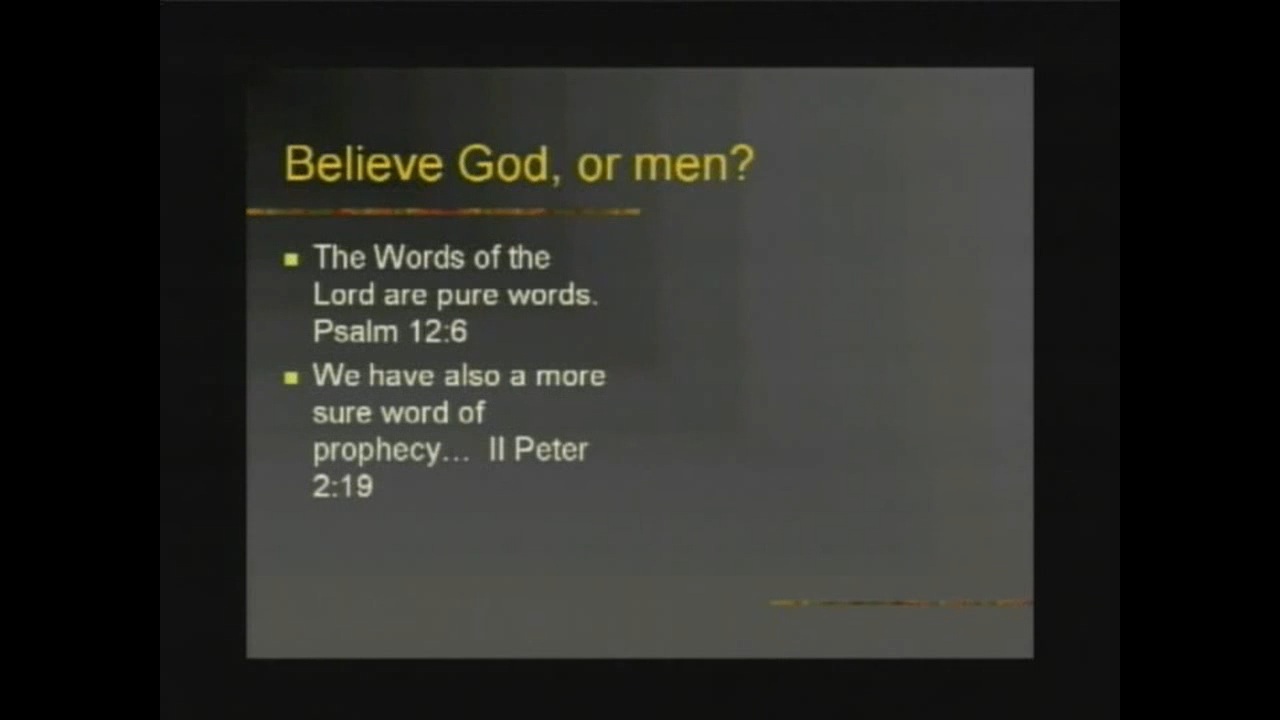 Believe God, or men?
The Words of the
Lord are pure words.
Psalm 12:6
We have also a more
sure word of
prophecy... II Peter
2:19